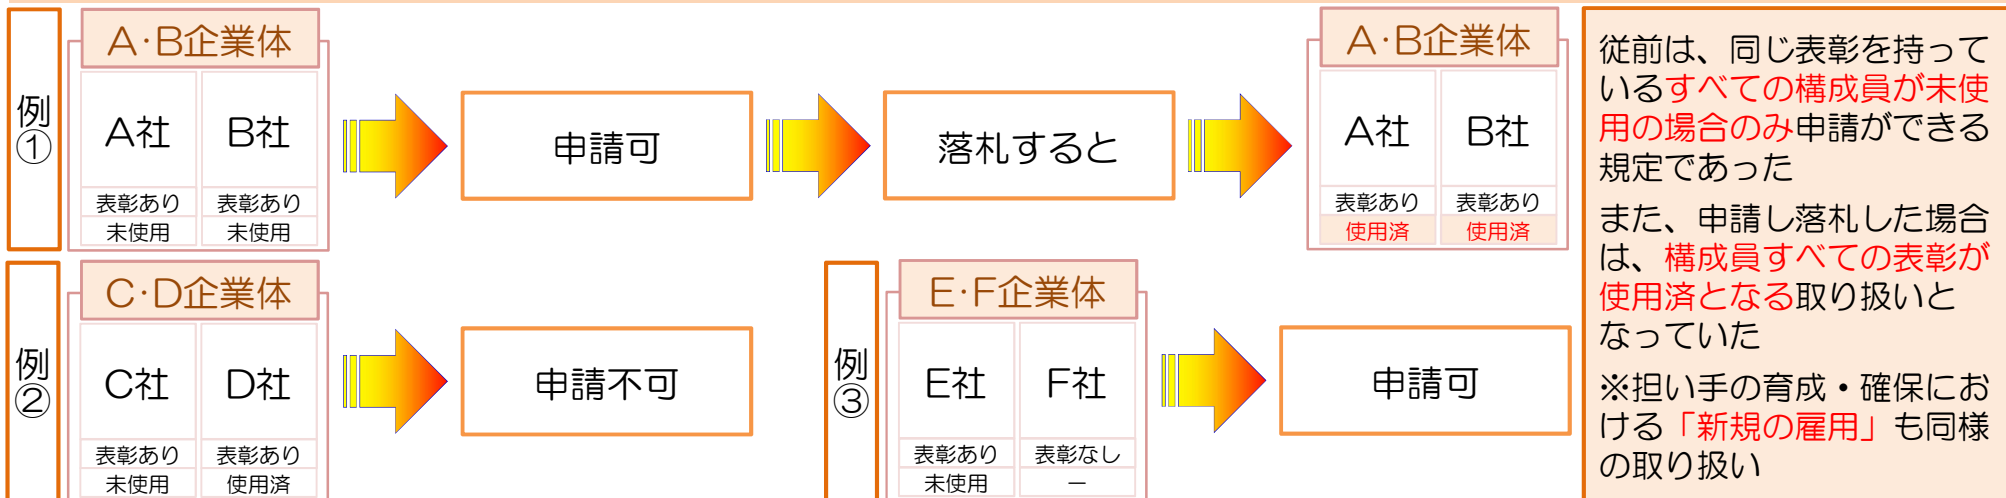 例①
A・B企業体
A社 B社
表彰あり 表彰あり
未使用 未使用
申請可
落札すると
A・B企業体
A社 B社
表彰あり 表彰あり
使用済 使用済
例②
C・D企業体
C社 D社
表彰あり 表彰あり
未使用 使用済
申請不可
例③
E・F企業体
E社 F社
表彰あり 表彰なし
未使用 －
申請可
従前は、同じ表彰を持って
いるすべての構成員が未使
用の場合のみ申請ができる
規定であった
また、申請し落札した場合
は、構成員すべての表彰が
使用済となる取り扱いと
なっていた
※担い手の育成・確保にお
ける「新規の雇用」も同様
の取り扱い